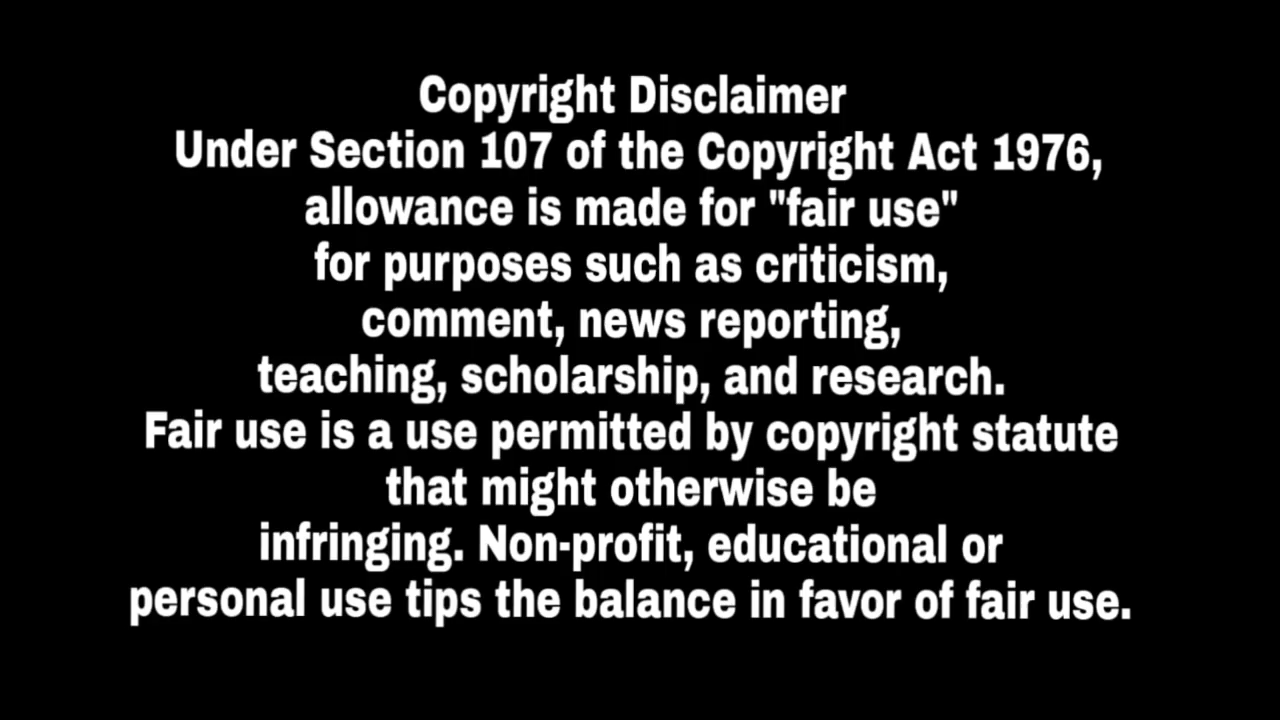 Copyright Disclaimer
Under Section 107 of the Copyright Act 1976,
allowance is made for "fair use"
for purposes such as criticism,
comment, news reporting,
teaching, scholarship, and research.
Fair use is a use permitted by copyright statute
that might otherwise be
infringing. Non-profit, educational or
personal use tips the balance in favor of fair use.